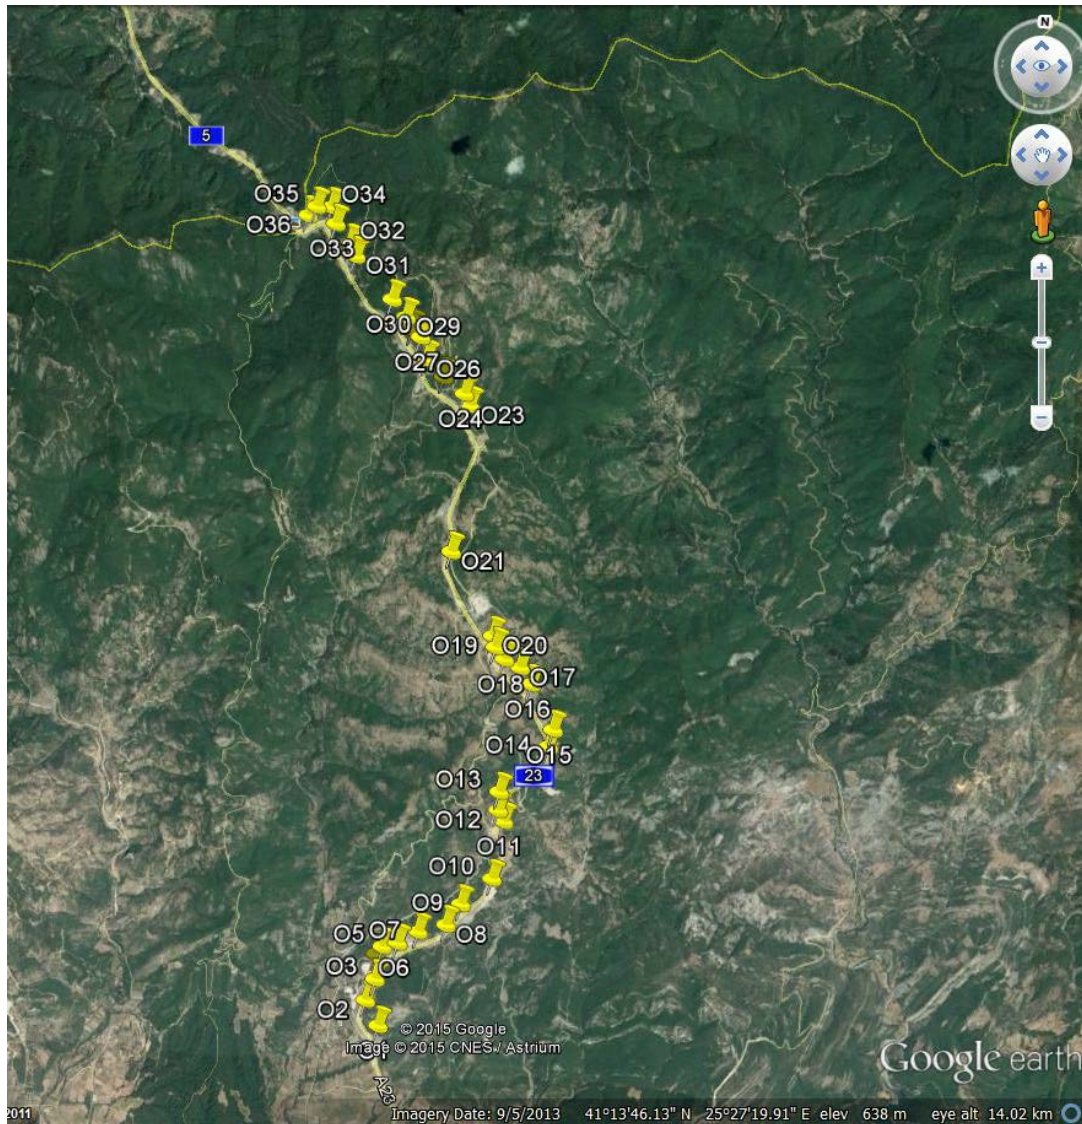 N
5
O35
O34
O36
O32
O33
O31
O30
O29
O27
O26
O24
O23
O21
O19
O20
O18
O17
O16
O14
O15
23
O13
O12
O11
O10
O9
O8
O7
O5
O6
O3
O2
© 2015 Google
Image © 2015 CNES / Astrium
A23
Google earth
2011
Imagery Date: 9/5/2013 41°13'46.13" N 25°27'19.91" E elev 638 m eye alt 14.02 km